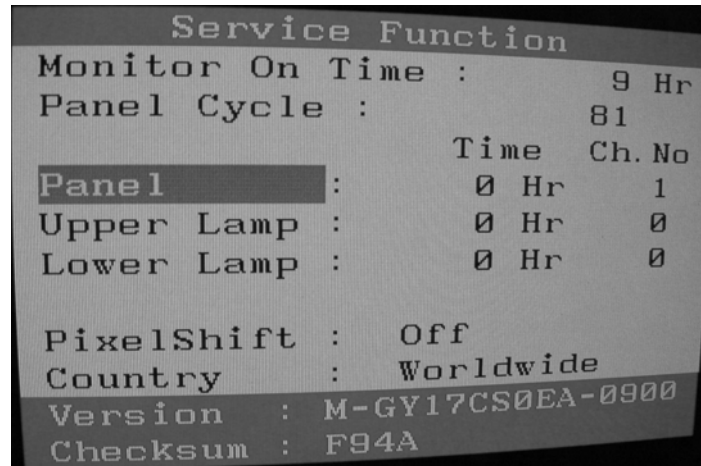 Service Function
Monitor On Time : 9 Hr
Panel Cycle : 81
Time Ch. No
Panel : 0 Hr 1
Upper Lamp : 0 Hr 0
Lower Lamp : 0 Hr 0
PixelShift : Off
Country : Worldwide
Version : M-GY17CS0EA-0900
Checksum : F94A